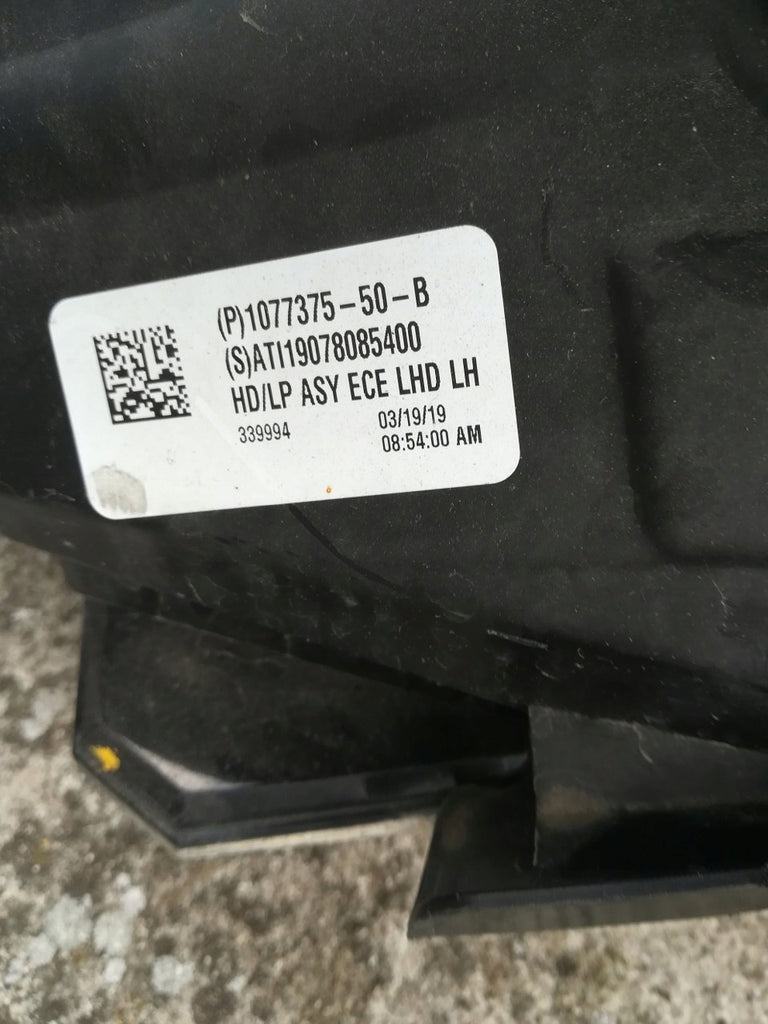 (P)1077375-50-B
(S)ATI19078085400
HD/LP ASY ECE LHD LH
339994 03/19/19
08:54:00 AM